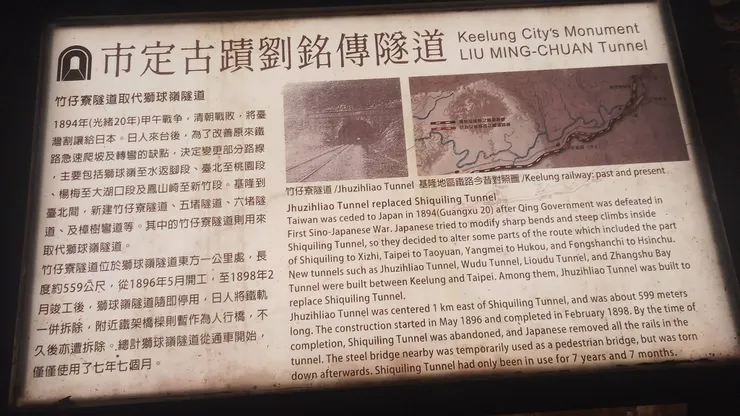 市定古蹟劉銘傳隧道
Keelung City's Monument
LIU MING-CHUAN Tunnel
竹仔寮隧道取代獅球嶺隧道
1894年(光緒20年)甲午戰爭，清朝戰敗，將臺
灣割讓給日本。日人來台後，為了改善原來鐵
路急速爬坡及轉彎的缺點，決定變更部分路線
，主要包括獅球嶺至水返腳段、臺北至桃園段
、楊梅至大湖口段及鳳山崎至新竹段。基隆到
臺北間，新建竹仔寮隧道、五堵隧道、六堵隧
道、及樟樹彎道等。其中的竹仔寮隧道則用來
取代獅球嶺隧道。
竹仔寮隧道位於獅球嶺隧道東方一公里處，長
度約559公尺，從1896年5月開工，至1898年2
月竣工後，獅球嶺隧道隨即停用，日人將鐵軌
一併拆除，附近鐵架橋樑則暫作為人行橋，不
久後亦遭拆除。總計獅球嶺隧道從通車開始，
僅僅使用了七年七個月。
竹仔寮隧道 /Jhuzihliao Tunnel 基隆地區鐵路今昔對照圖 /Keelung railway: past and present
Jhuzihliao Tunnel replaced Shiquiling Tunnel
Taiwan was ceded to Japan in 1894(Guangxu 20) after Qing Government was defeated in
First Sino-Japanese War. Japanese tried to modify sharp bends and steep climbs inside
Shiquiling Tunnel, so they decided to alter some parts of the route which included the part
of Shiquiling to Xizhi, Taipei to Taoyuan, Yangmei to Hukou, and Fongshanchi to Hsinchu.
New tunnels such as Jhuzihliao Tunnel, Wudu Tunnel, Lioudu Tunnel, and Zhangshu Bay
Tunnel were built between Keelung and Taipei. Among them, Jhuzihliao Tunnel was built to
replace Shiquiling Tunnel.
Jhuzihliao Tunnel was centered 1 km east of Shiquiling Tunnel, and was about 599 meters
long. The construction started in May 1896 and completed in February 1898. By the time of
completion, Shiquiling Tunnel was abandoned, and Japanese removed all the rails in the
tunnel. The steel bridge nearby was temporarily used as a pedestrian bridge, but was torn
down afterwards. Shiquiling Tunnel had only been in use for 7 years and 7 months.